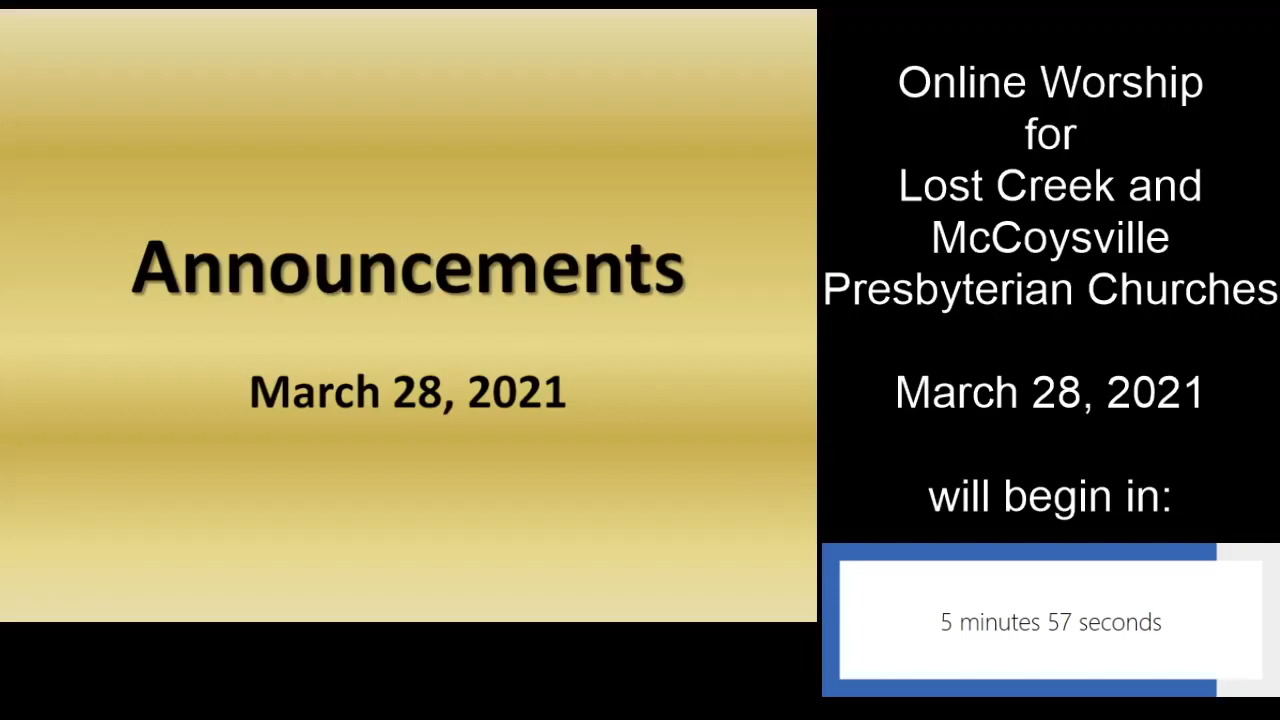 Announcements
March 28, 2021
Online Worship
for
Lost Creek and
McCoysville
Presbyterian Churches
March 28, 2021
will begin in:
5 minutes 57 seconds